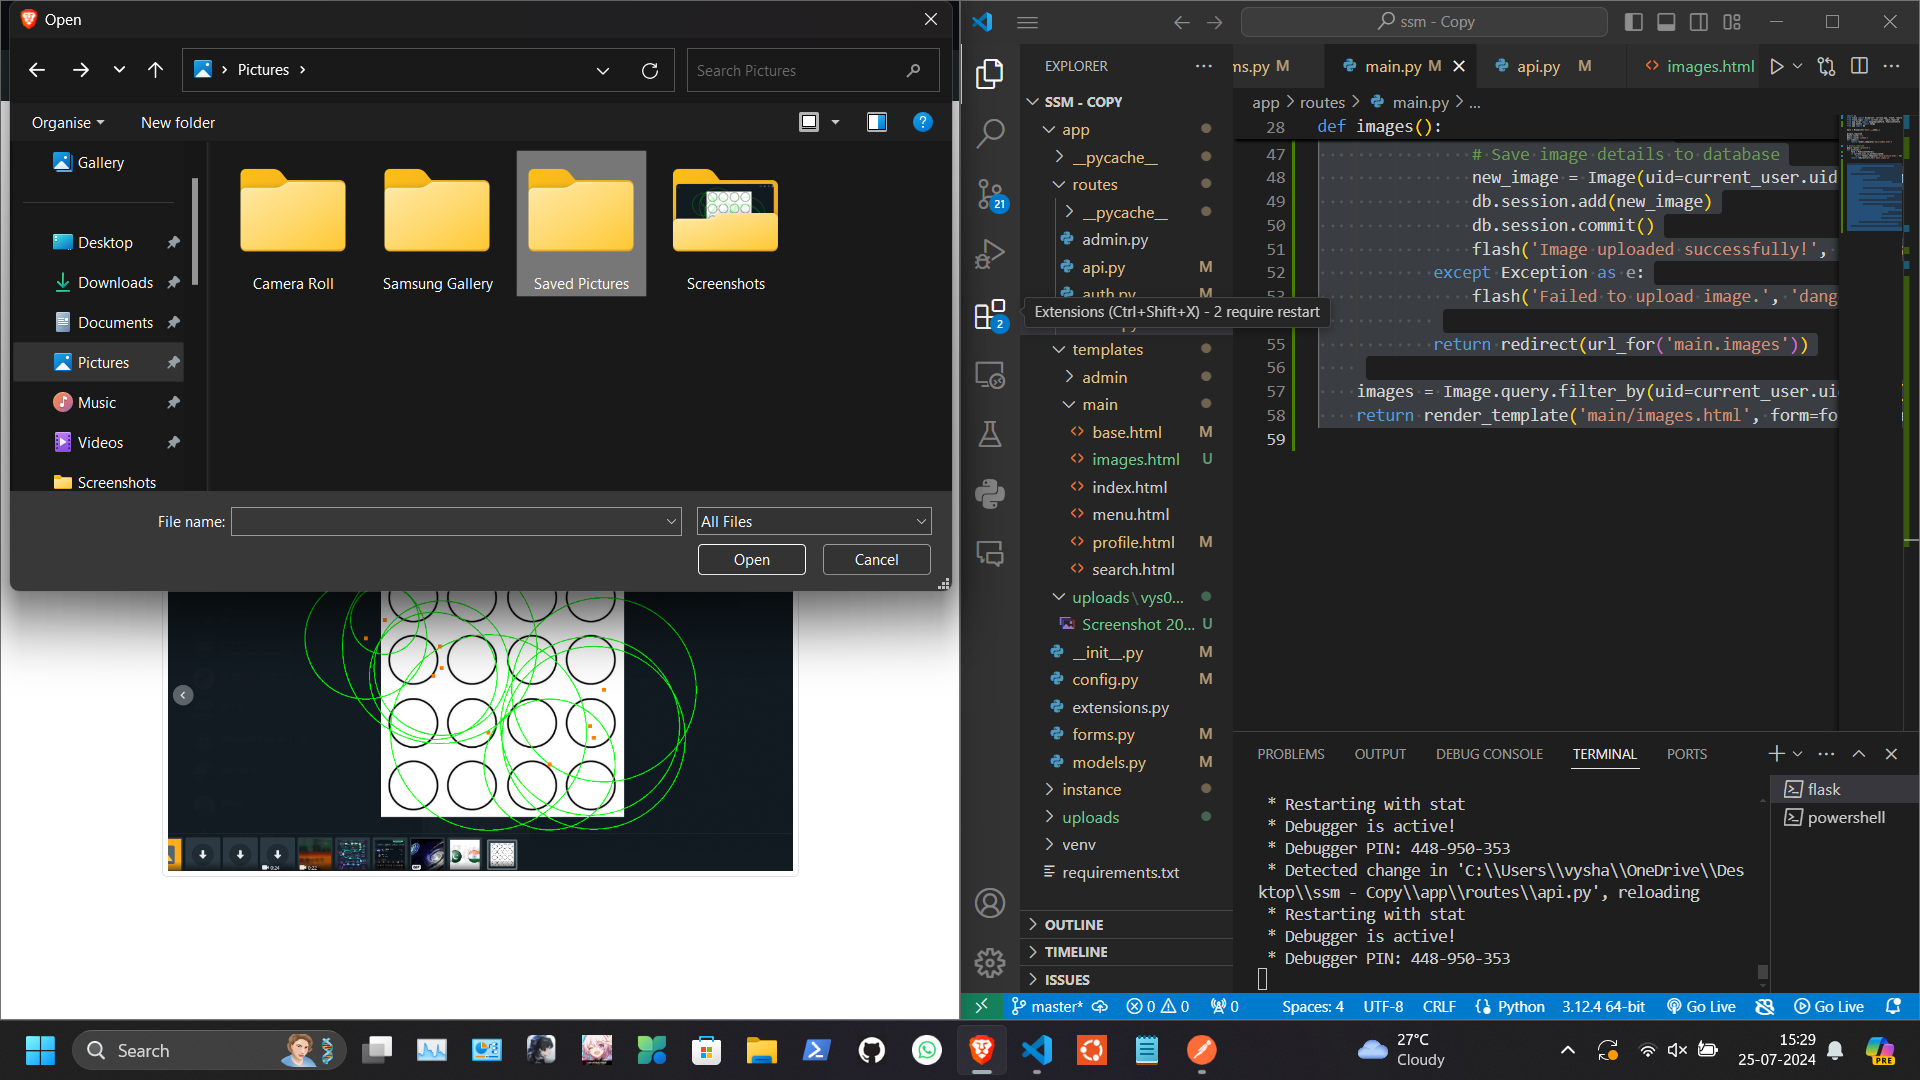 Open
Pictures
Search Pictures
Organise
New folder
Gallery
Desktop
Downloads
Documents
Pictures
Music
Videos
Screenshots
Camera Roll
Samsung Gallery
Saved Pictures
Screenshots
File name:
All Files
Open
Cancel
0:24
0:22
ssm - Copy
EXPLORER
SSM - COPY
app
__pycache__
routes
__pycache__
admin.py
api.py M
auth.py M
Extensions (Ctrl+Shift+X) - 2 require restart
templates
admin
main
base.html M
images.html U
index.html
menu.html
profile.html M
search.html
uploads\vys0...
Screenshot 20... U
__init__.py M
config.py M
extensions.py
forms.py M
models.py M
instance
uploads
venv
requirements.txt
OUTLINE
TIMELINE
ISSUES
21
2
ms.py M
main.py M
api.py M
images.html
app > routes > main.py > ...
28 def images():
47 # Save image details to database
48 new_image = Image(uid=current_user.uid
49 db.session.add(new_image)
50 db.session.commit()
51 flash('Image uploaded successfully!',
52 except Exception as e:
53 flash('Failed to upload image.', 'dang
55 return redirect(url_for('main.images'))
56
57 images = Image.query.filter_by(uid=current_user.ui
58 return render_template('main/images.html', form=fo
59
PROBLEMS OUTPUT DEBUG CONSOLE TERMINAL PORTS
* Restarting with stat
* Debugger is active!
* Debugger PIN: 448-950-353
* Detected change in 'C:\\Users\\vysha\\OneDrive\\Des
ktop\\ssm - Copy\\app\\routes\\api.py', reloading
* Restarting with stat
* Debugger is active!
* Debugger PIN: 448-950-353
flask
powershell
master* 0 0 0 Spaces: 4 UTF-8 CRLF Python 3.12.4 64-bit Go Live Go Live
Search
27°C
Cloudy
15:29
25-07-2024
PRE